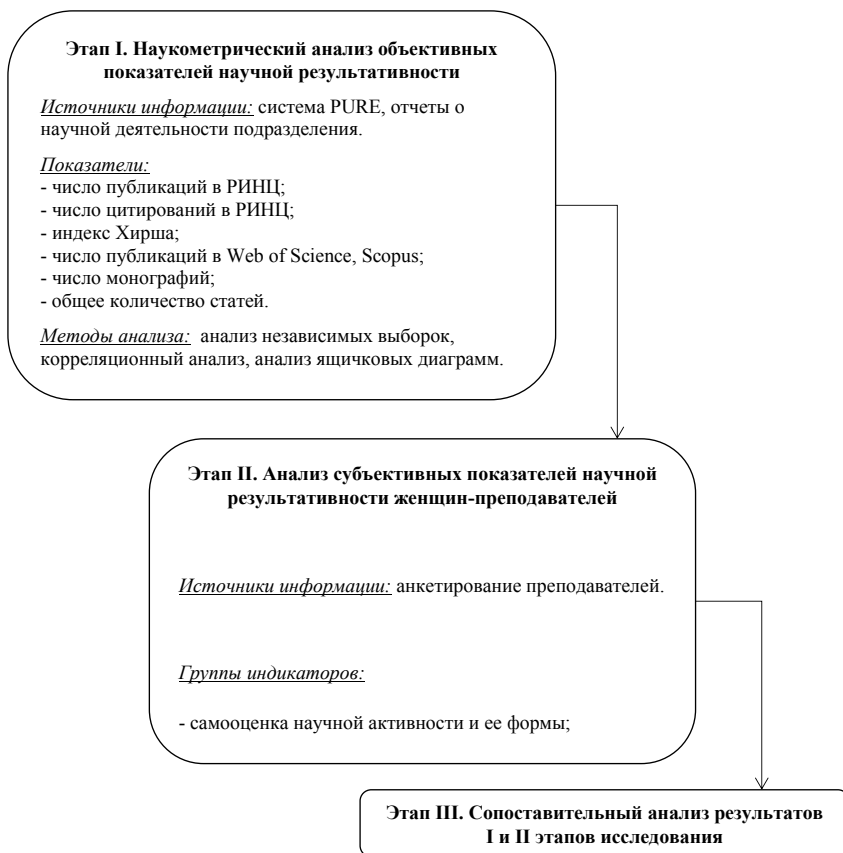 Этап I. Наукометрический анализ объективных
показателей научной результативности
Источники информации: система PURE, отчеты о
научной деятельности подразделения.
Показатели:
- число публикаций в РИНЦ;
- число цитирований в РИНЦ;
- индекс Хирша;
- число публикаций в Web of Science, Scopus;
- число монографий;
- общее количество статей.
Методы анализа: анализ независимых выборок,
корреляционный анализ, анализ ящичковых диаграмм.
Этап II. Анализ субъективных показателей научной
результативности женщин-преподавателей
Источники информации: анкетирование преподавателей.
Группы индикаторов:
- самооценка научной активности и ее формы;
Этап III. Сопоставительный анализ результатов
I и II этапов исследования